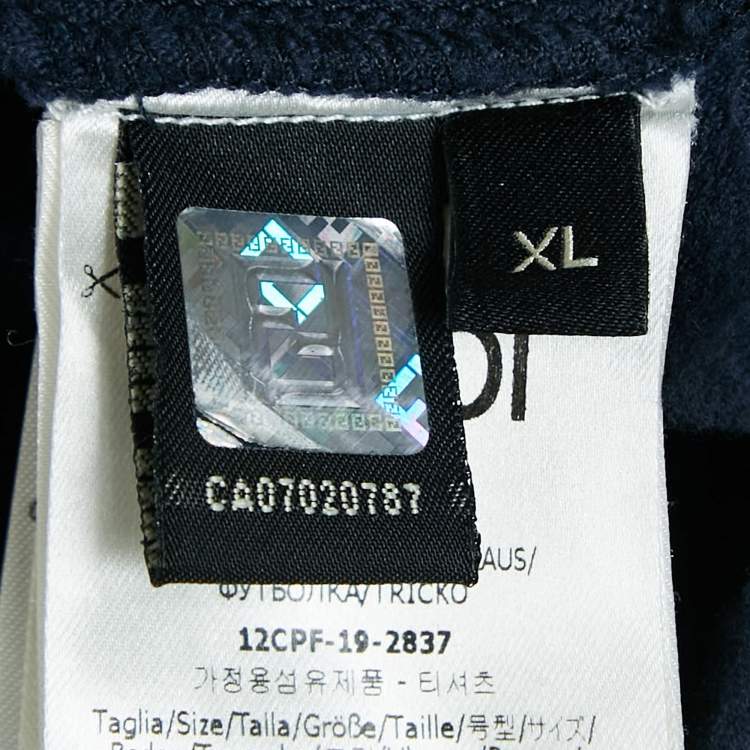 XL
CA07020787
AUS/
ФУТБОЛКА/TRICKO
12CPF-19-2837
가정용섬유제품 - 티셔츠
Taglia/Size/Talla/Größe/Taille/号型/サイズ/